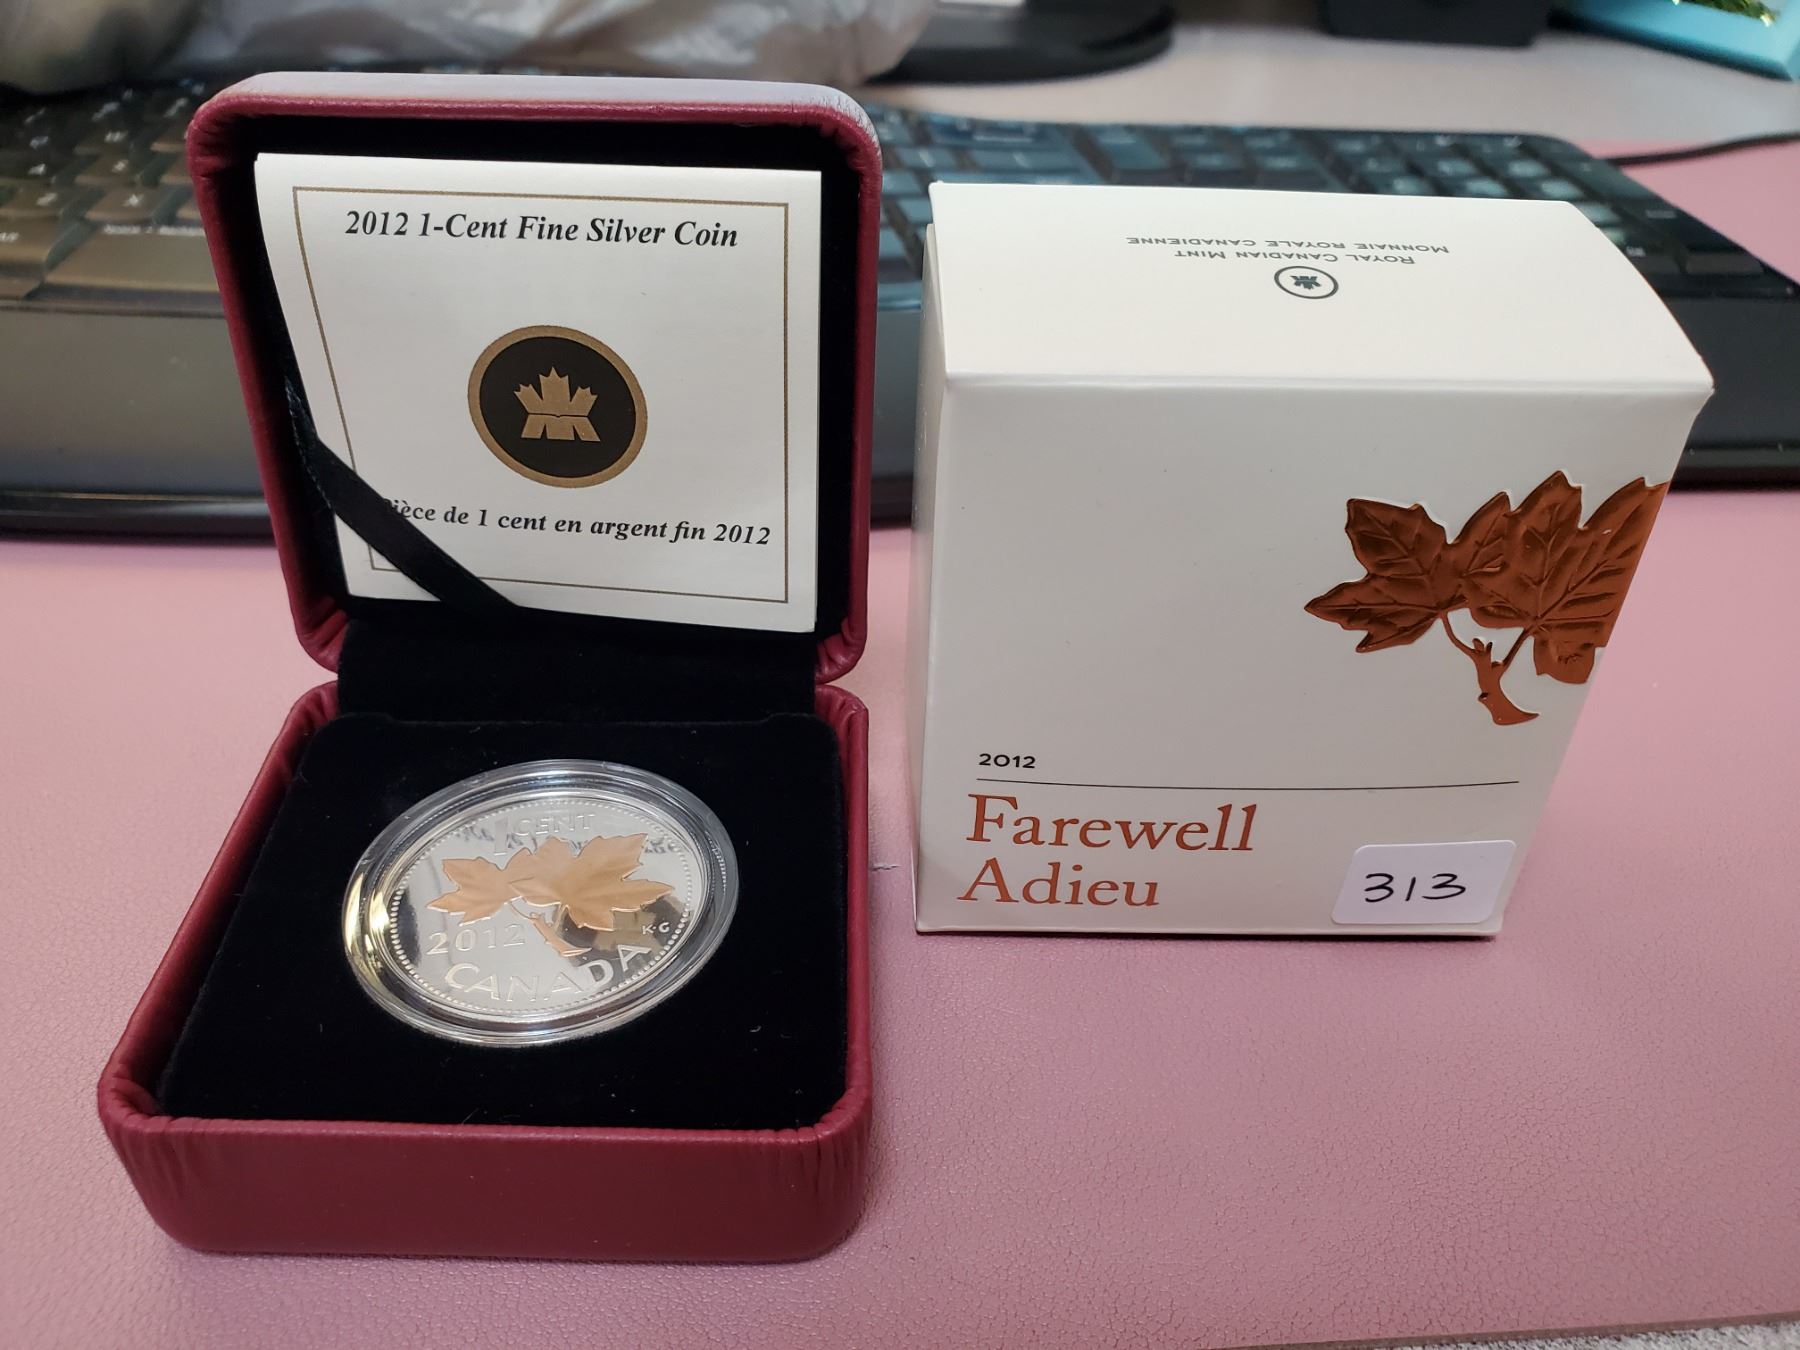 2012 1-Cent Fine Silver Coin
Pièce de 1 cent en argent fin 2012
1 CENT
2012
K·G
CANADA
ROYAL CANADIAN MINT
MONNAIE ROYALE CANADIENNE
2012
Farewell
Adieu
313